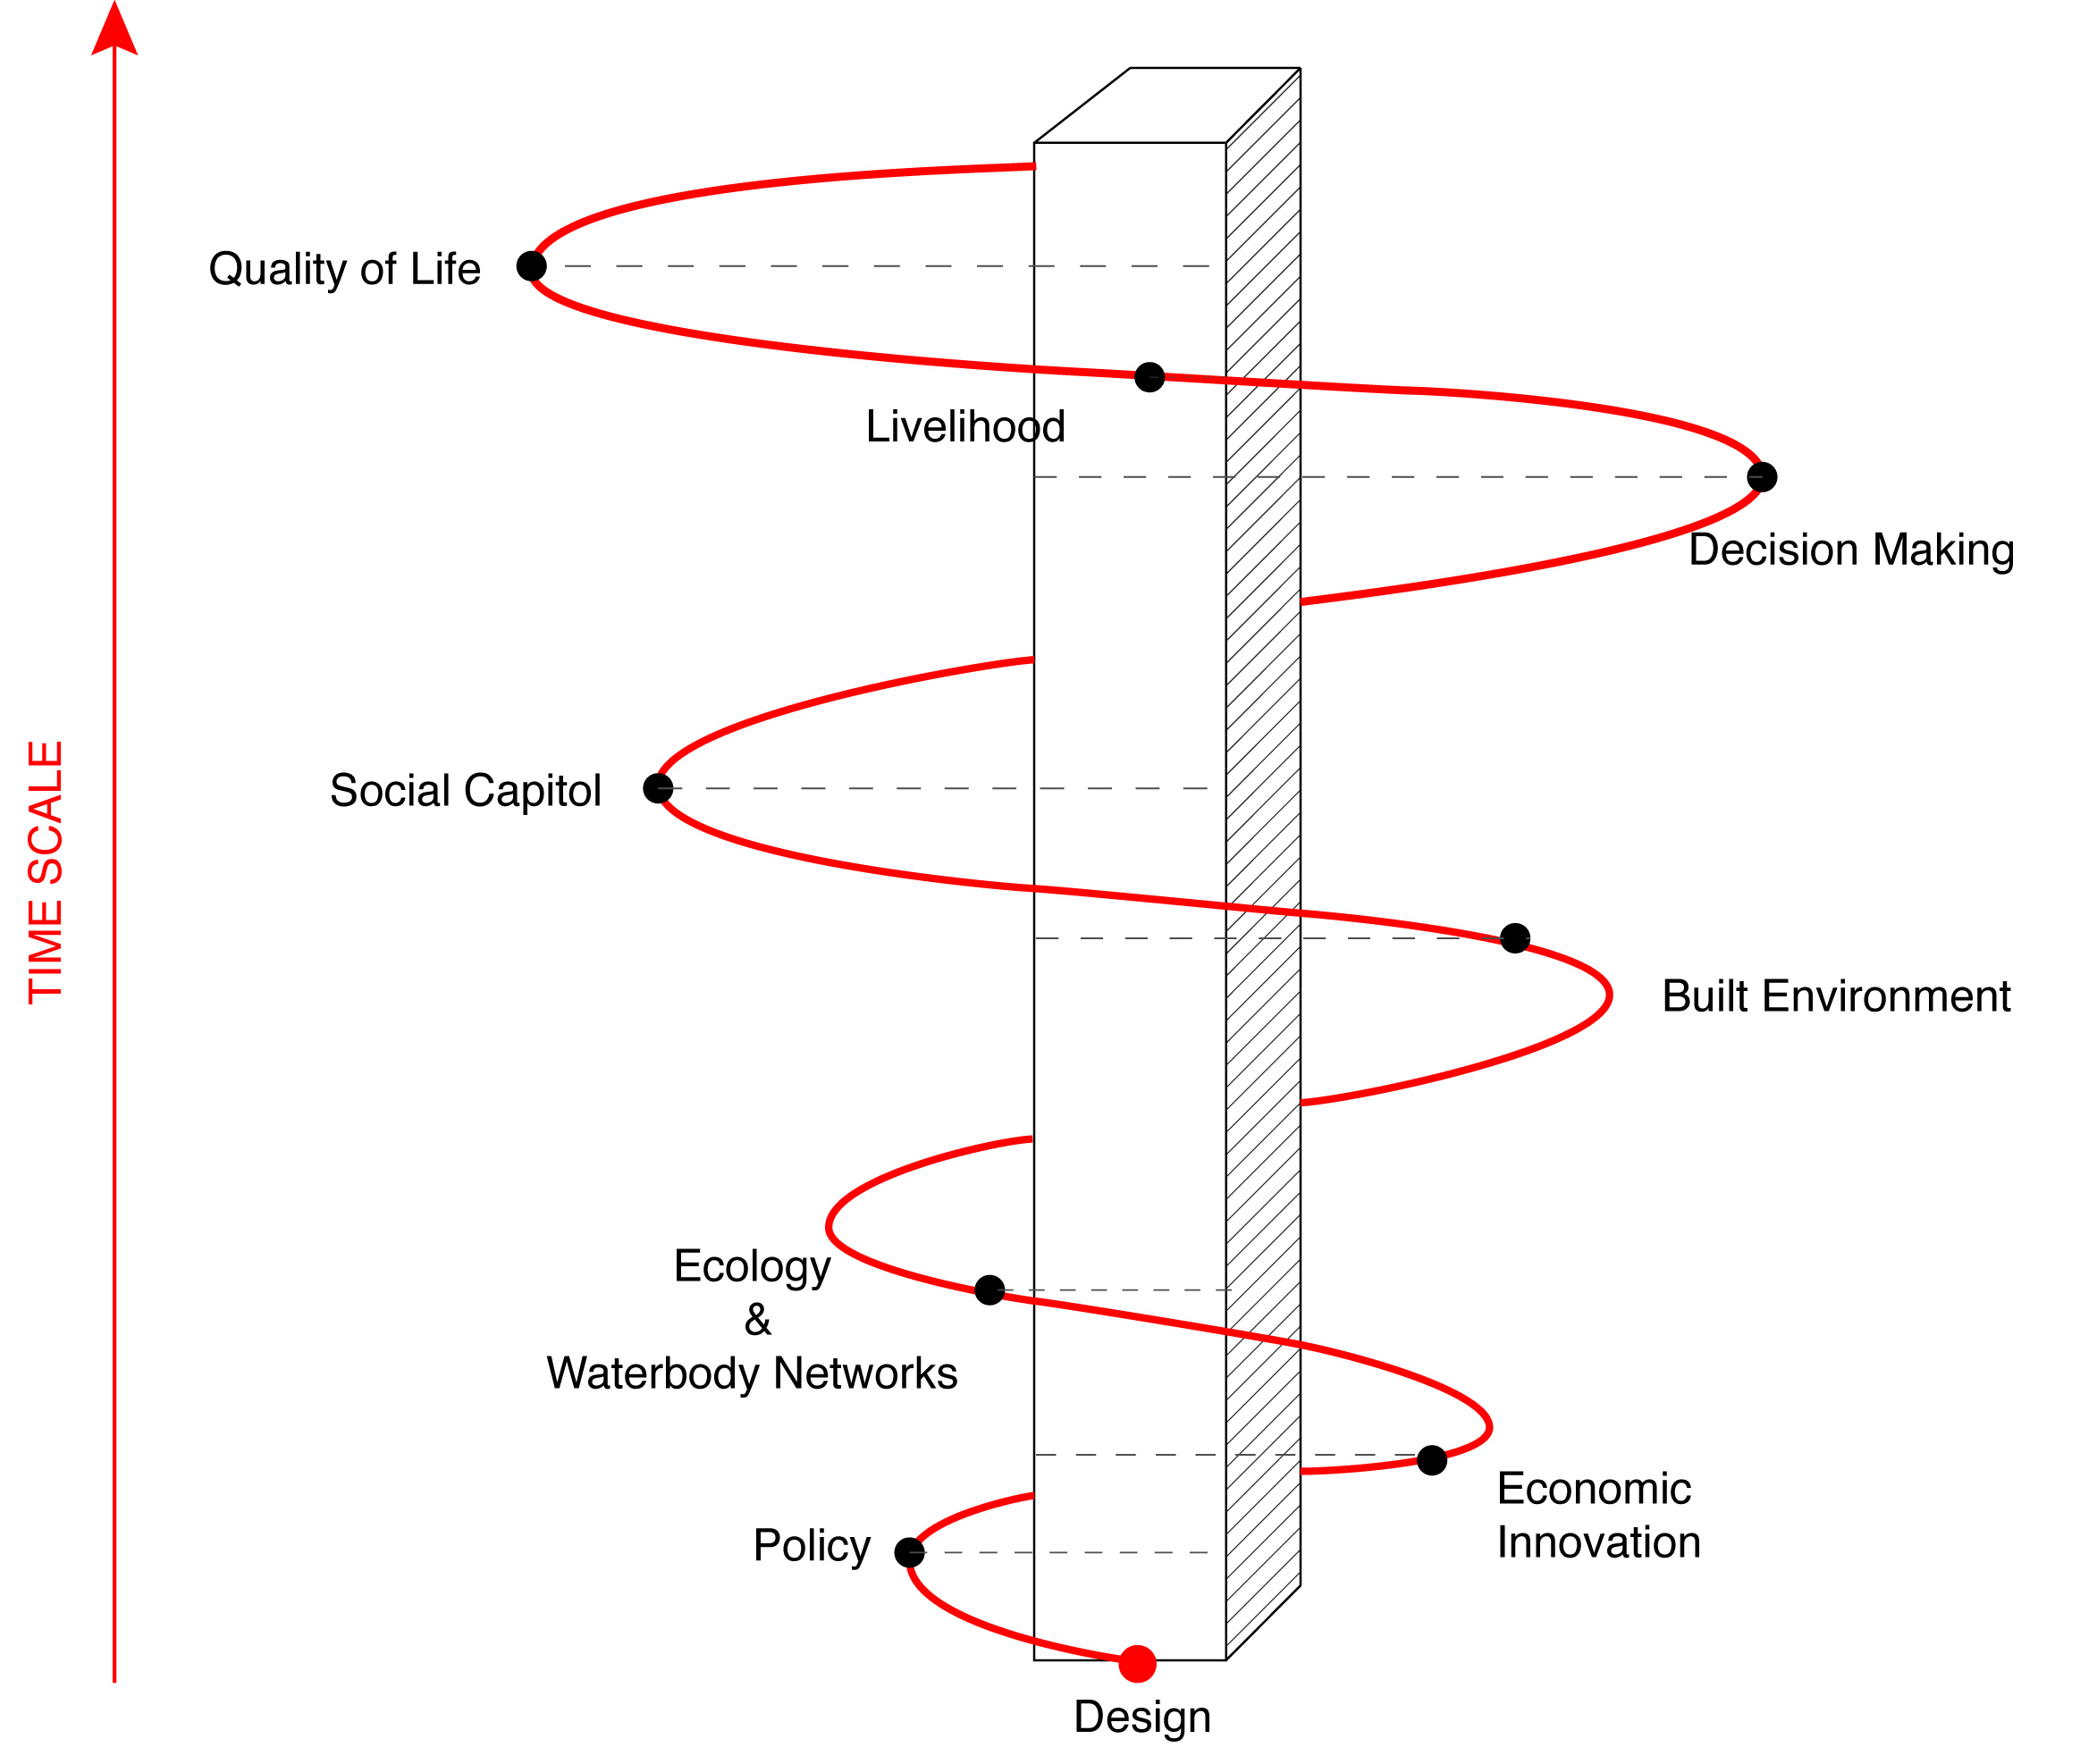 Quality of Life
Livelihood
Decision Making
TIME SCALE
Social Capitol
Built Environment
Ecology
&
Waterbody Networks
Economic
Innovation
Policy
Design